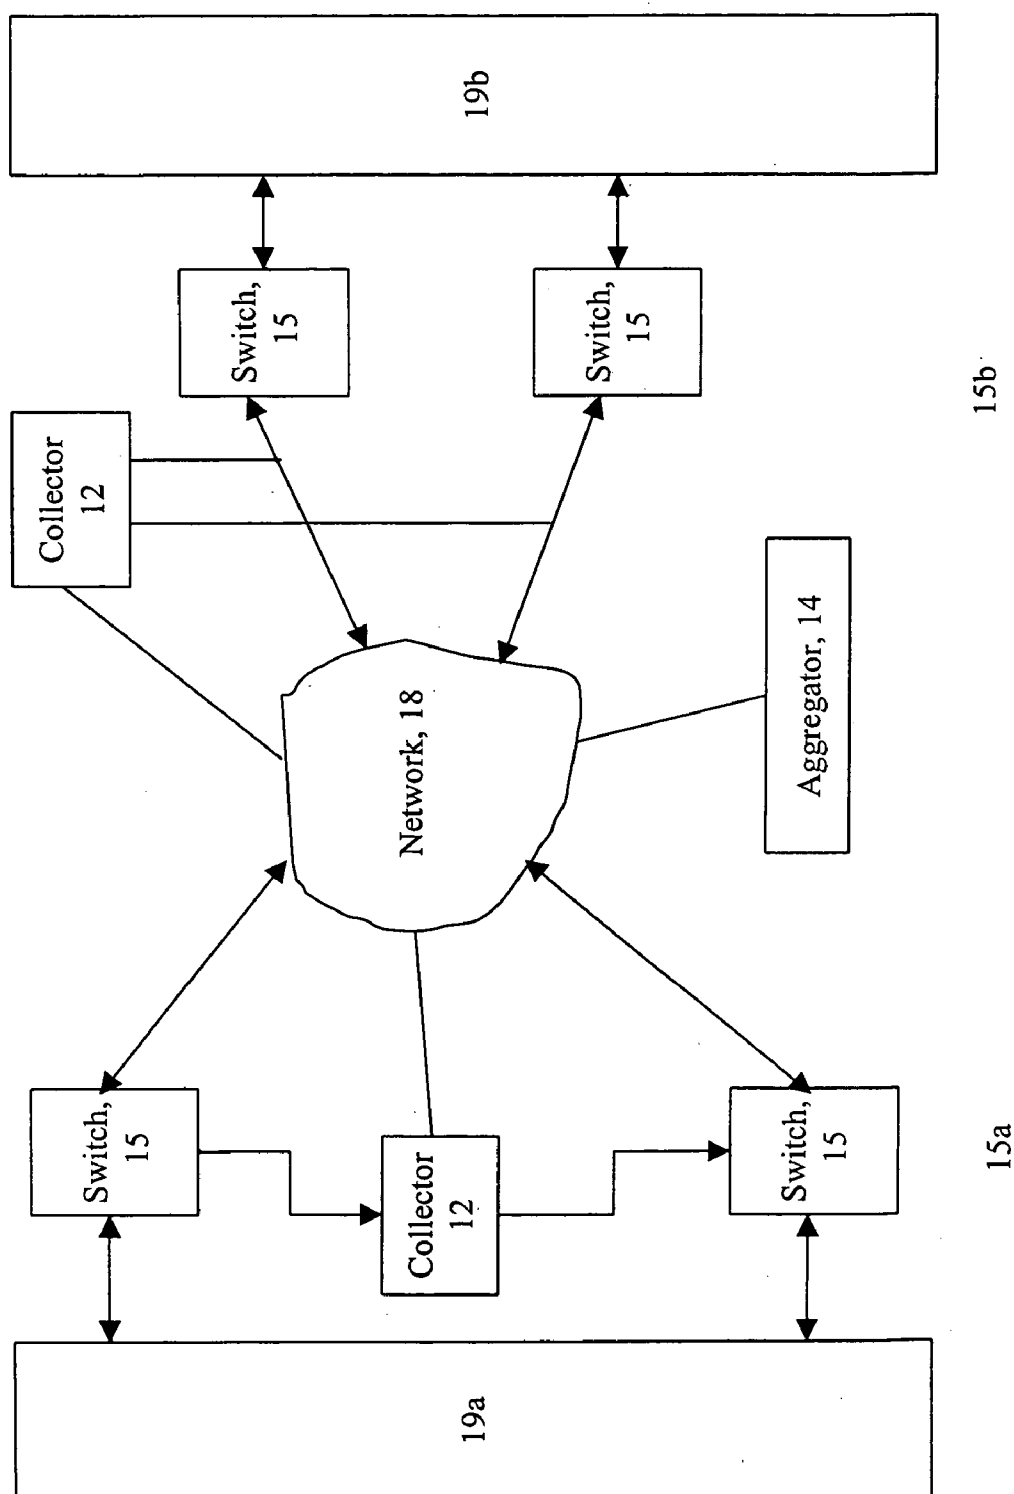 Collector
12
Switch,
15
Switch,
15
19a
Collector
12
Network, 18
19b
Switch,
15
Switch,
15
Aggregator, 14
15a
15b